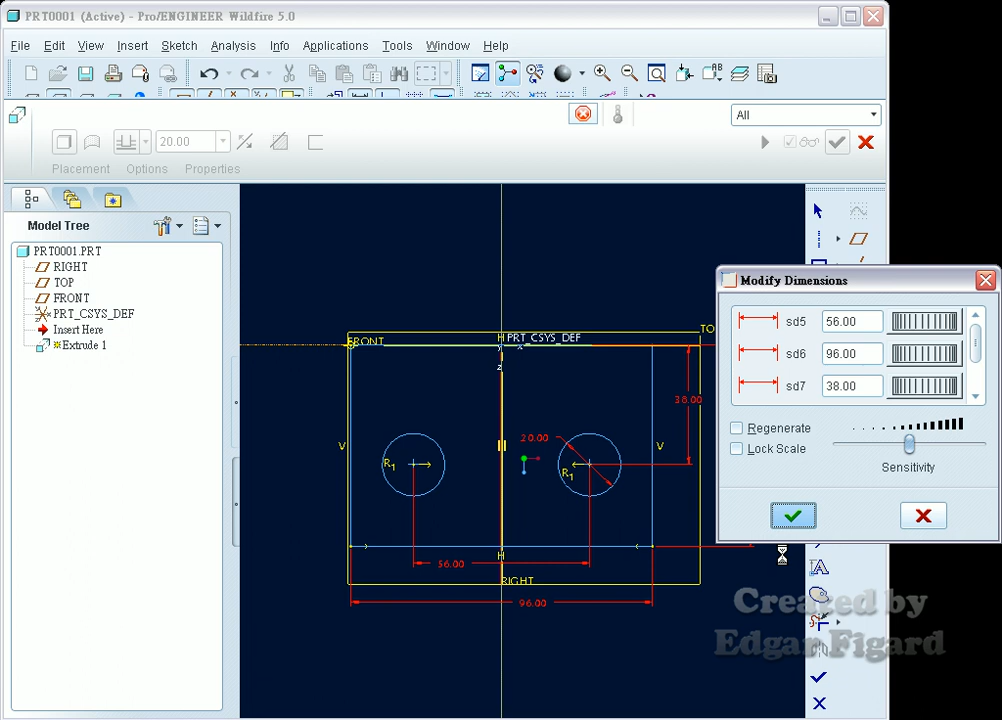 PRT0001 (Active) - Pro/ENGINEER Wildfire 5.0
File Edit View Insert Sketch Analysis Info Applications Tools Window Help
All
20.00
Placement Options Properties
Model Tree
PRT0001.PRT
RIGHT
TOP
FRONT
PRT_CSYS_DEF
Insert Here
Extrude 1
Modify Dimensions
sd5 56.00
sd6 96.00
sd7 38.00
Regenerate
Lock Scale
Sensitivity
TO
H PRT_CSYS_DEF
FRONT
x
z
38.00
20.00
V
V
R1
R1
H
56.00
RIGHT
96.00
A
Created by
Edgar Figard